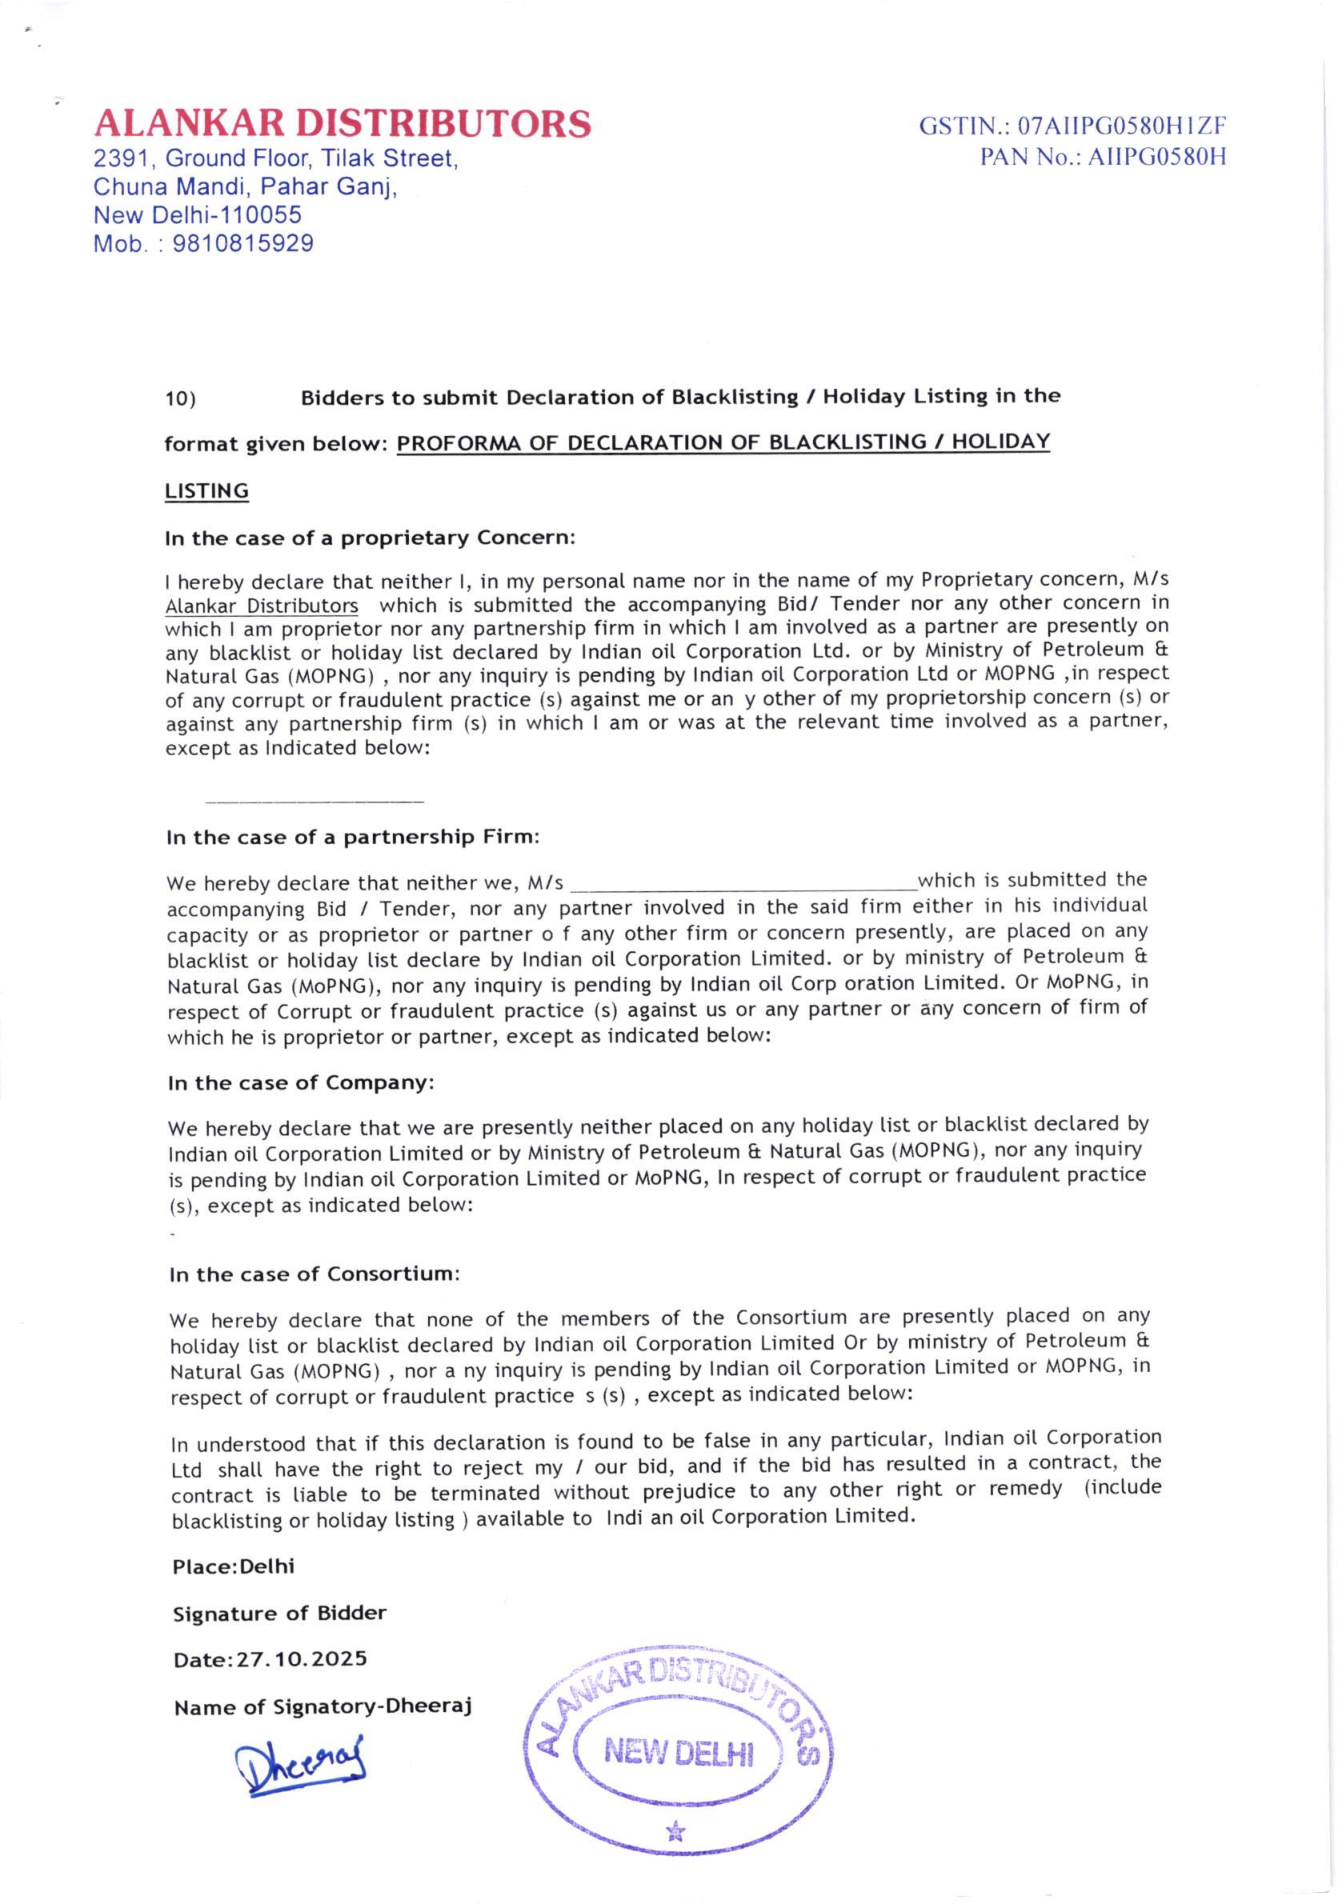 ALANKAR DISTRIBUTORS
2391, Ground Floor, Tilak Street,
Chuna Mandi, Pahar Ganj,
New Delhi-110055
Mob. : 9810815929
GSTIN.: 07AIIPG0580H1ZF
PAN No.: AIIPG0580H
10) Bidders to submit Declaration of Blacklisting / Holiday Listing in the
format given below: PROFORMA OF DECLARATION OF BLACKLISTING / HOLIDAY
LISTING
In the case of a proprietary Concern:
I hereby declare that neither I, in my personal name nor in the name of my Proprietary concern, M/s
Alankar Distributors which is submitted the accompanying Bid/ Tender nor any other concern in
which I am proprietor nor any partnership firm in which I am involved as a partner are presently on
any blacklist or holiday list declared by Indian oil Corporation Ltd. or by Ministry of Petroleum &
Natural Gas (MOPNG) , nor any inquiry is pending by Indian oil Corporation Ltd or MOPNG ,in respect
of any corrupt or fraudulent practice (s) against me or an y other of my proprietorship concern (s) or
against any partnership firm (s) in which I am or was at the relevant time involved as a partner,
except as Indicated below:
____________________
In the case of a partnership Firm:
We hereby declare that neither we, M/s ______________________________which is submitted the
accompanying Bid / Tender, nor any partner involved in the said firm either in his individual
capacity or as proprietor or partner o f any other firm or concern presently, are placed on any
blacklist or holiday list declare by Indian oil Corporation Limited. or by ministry of Petroleum &
Natural Gas (MoPNG), nor any inquiry is pending by Indian oil Corp oration Limited. Or MoPNG, in
respect of Corrupt or fraudulent practice (s) against us or any partner or any concern of firm of
which he is proprietor or partner, except as indicated below:
In the case of Company:
We hereby declare that we are presently neither placed on any holiday list or blacklist declared by
Indian oil Corporation Limited or by Ministry of Petroleum & Natural Gas (MOPNG), nor any inquiry
is pending by Indian oil Corporation Limited or MoPNG, In respect of corrupt or fraudulent practice
(s), except as indicated below:
-
In the case of Consortium:
We hereby declare that none of the members of the Consortium are presently placed on any
holiday list or blacklist declared by Indian oil Corporation Limited Or by ministry of Petroleum &
Natural Gas (MOPNG) , nor a ny inquiry is pending by Indian oil Corporation Limited or MOPNG, in
respect of corrupt or fraudulent practice s (s) , except as indicated below:
In understood that if this declaration is found to be false in any particular, Indian oil Corporation
Ltd shall have the right to reject my / our bid, and if the bid has resulted in a contract, the
contract is liable to be terminated without prejudice to any other right or remedy (include
blacklisting or holiday listing ) available to Indi an oil Corporation Limited.
Place:Delhi
Signature of Bidder
Date:27.10.2025
Name of Signatory-Dheeraj
Dheeraj
ALANKAR DISTRIBUTORS
NEW DELHI